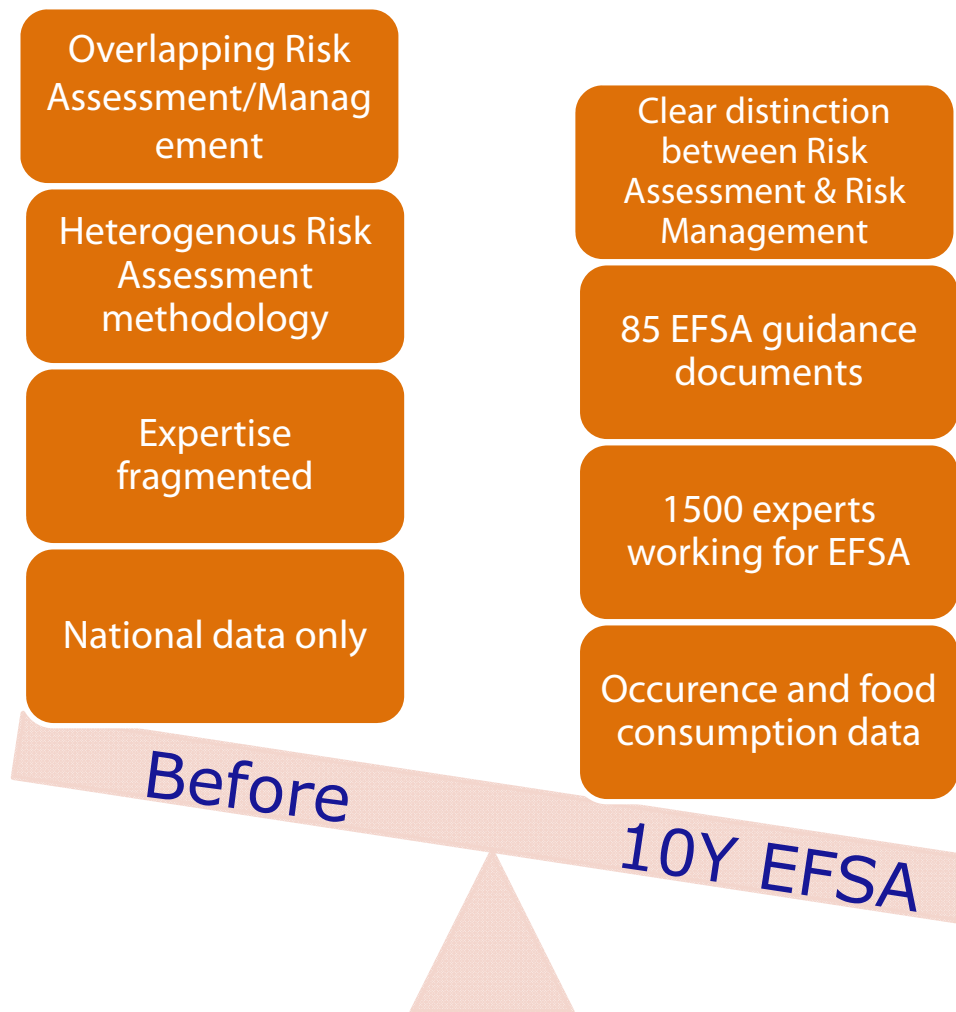 Overlapping Risk
Assessment/Manag
ement
Heterogenous Risk
Assessment
methodology
Expertise
fragmented
National data only
Before
Clear distinction
between Risk
Assessment & Risk
Management
85 EFSA guidance
documents
1500 experts
working for EFSA
Occurence and food
consumption data
10Y EFSA